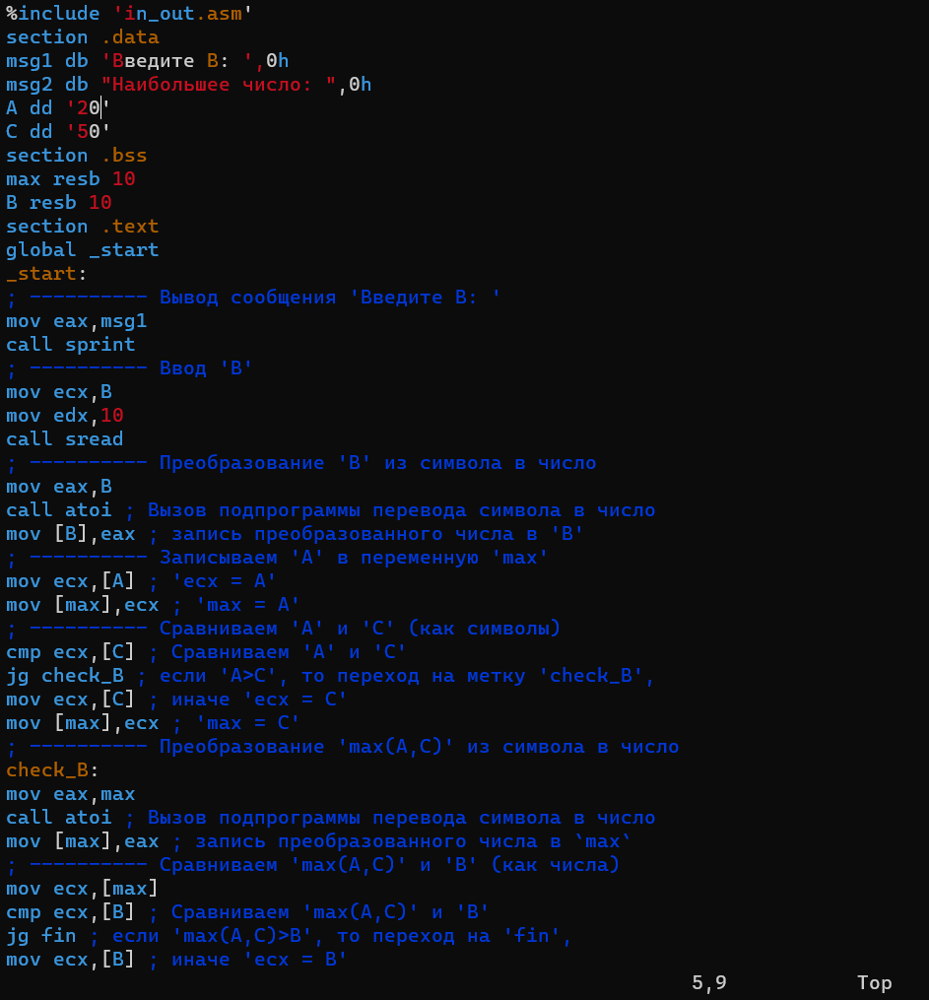 %include 'in_out.asm'
section .data
msg1 db 'Введите B: ',0h
msg2 db "Наибольшее число: ",0h
A dd '20'
C dd '50'
section .bss
max resb 10
B resb 10
section .text
global _start
_start:
; ---------- Вывод сообщения 'Введите B: '
mov eax,msg1
call sprint
; ---------- Ввод 'B'
mov ecx,B
mov edx,10
call sread
; ---------- Преобразование 'B' из символа в число
mov eax,B
call atoi ; Вызов подпрограммы перевода символа в число
mov [B],eax ; запись преобразованного числа в 'B'
; ---------- Записываем 'A' в переменную 'max'
mov ecx,[A] ; 'ecx = A'
mov [max],ecx ; 'max = A'
; ---------- Сравниваем 'A' и 'С' (как символы)
cmp ecx,[C] ; Сравниваем 'A' и 'С'
jg check_B ; если 'A>C', то переход на метку 'check_B',
mov ecx,[C] ; иначе 'ecx = C'
mov [max],ecx ; 'max = C'
; ---------- Преобразование 'max(A,C)' из символа в число
check_B:
mov eax,max
call atoi ; Вызов подпрограммы перевода символа в число
mov [max],eax ; запись преобразованного числа в `max`
; ---------- Сравниваем 'max(A,C)' и 'B' (как числа)
mov ecx,[max]
cmp ecx,[B] ; Сравниваем 'max(A,C)' и 'B'
jg fin ; если 'max(A,C)>B', то переход на 'fin',
mov ecx,[B] ; иначе 'ecx = B'
5,9 Top